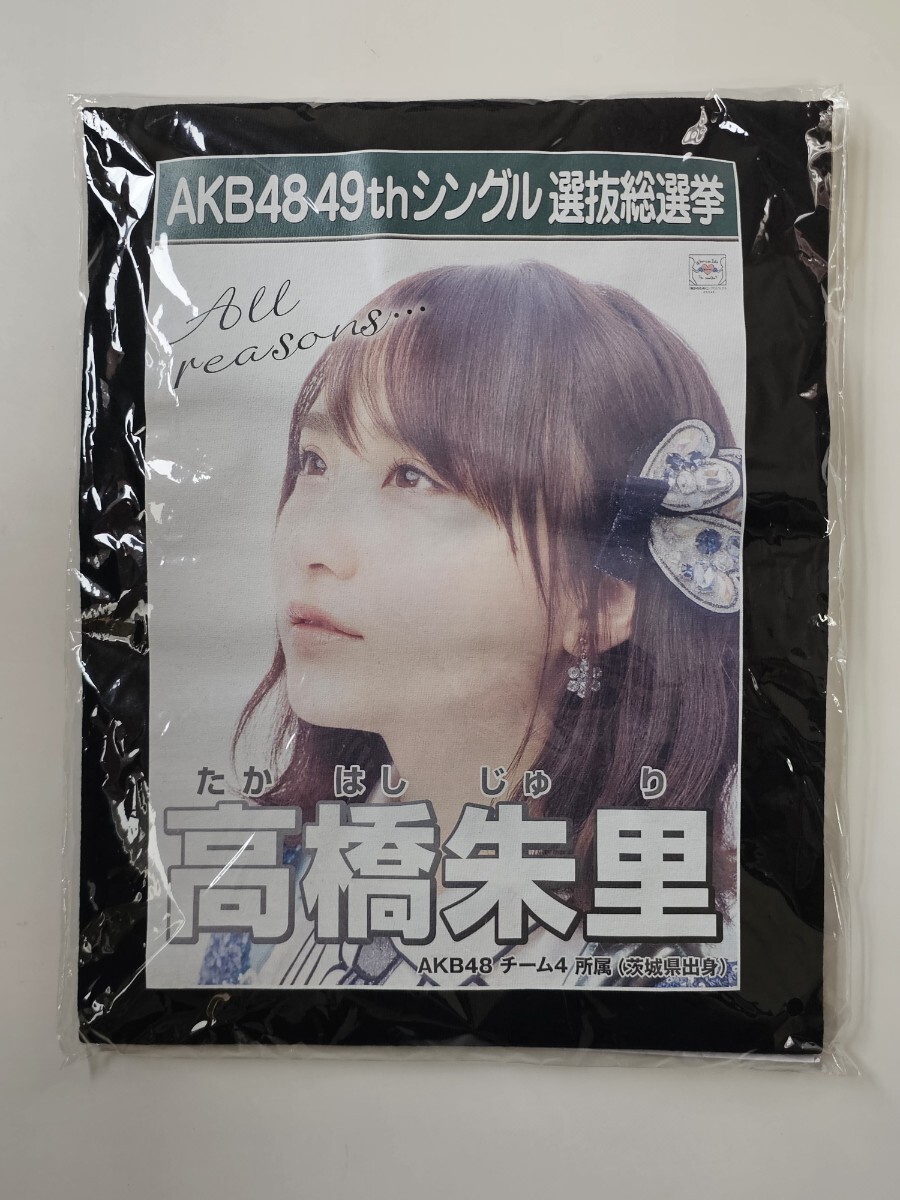 AKB48 49thシングル 選抜総選挙
All
reasons...
たか はし じゅ り
高橋朱里
AKB48 チーム4 所属 (茨城県出身)